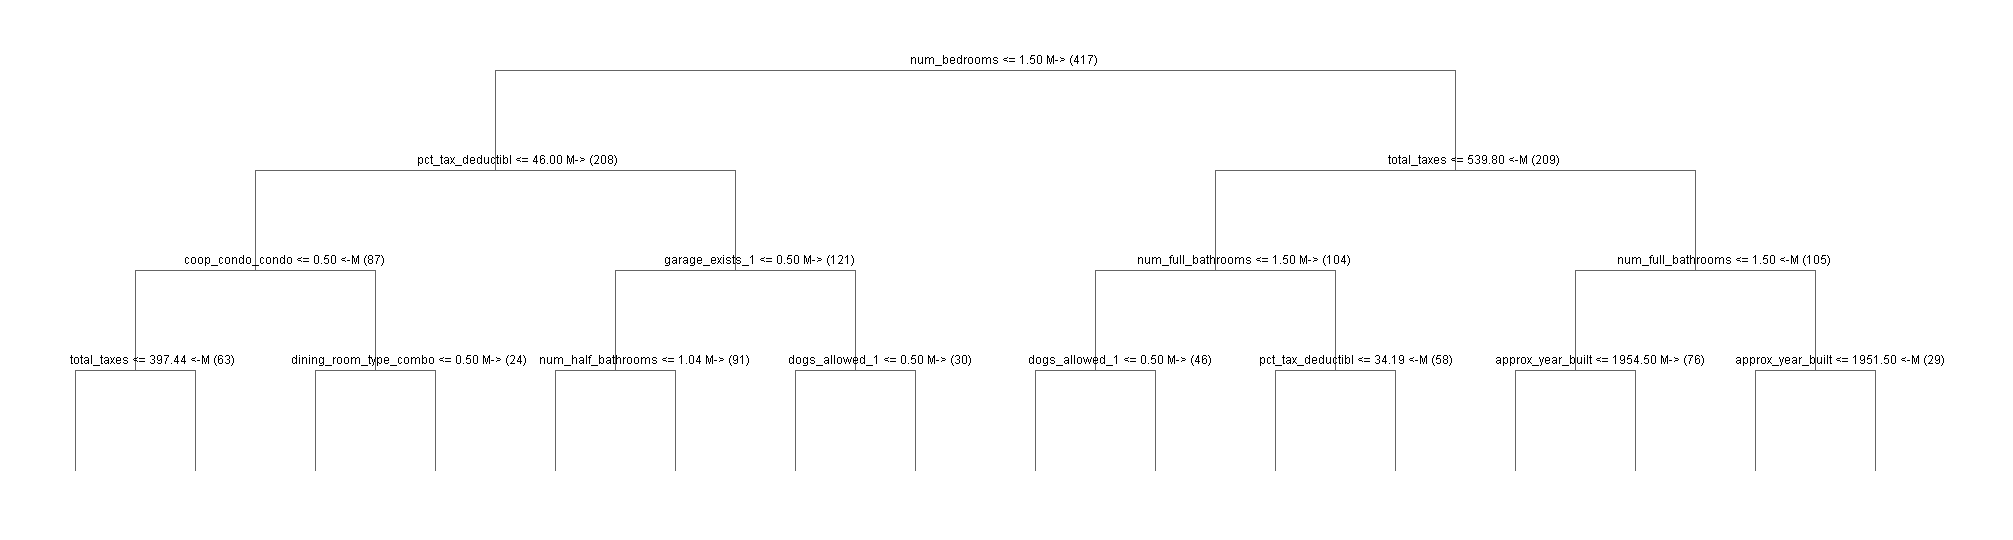 num_bedrooms <= 1.50 M-> (417)
pct_tax_deductibl <= 46.00 M-> (208)
total_taxes <= 539.80 <-M (209)
coop_condo_condo <= 0.50 <-M (87)
garage_exists_1 <= 0.50 M-> (121)
num_full_bathrooms <= 1.50 M-> (104)
num_full_bathrooms <= 1.50 <-M (105)
total_taxes <= 397.44 <-M (63)
dining_room_type_combo <= 0.50 M-> (24)
num_half_bathrooms <= 1.04 M-> (91)
dogs_allowed_1 <= 0.50 M-> (30)
dogs_allowed_1 <= 0.50 M-> (46)
pct_tax_deductibl <= 34.19 <-M (58)
approx_year_built <= 1954.50 M-> (76)
approx_year_built <= 1951.50 <-M (29)